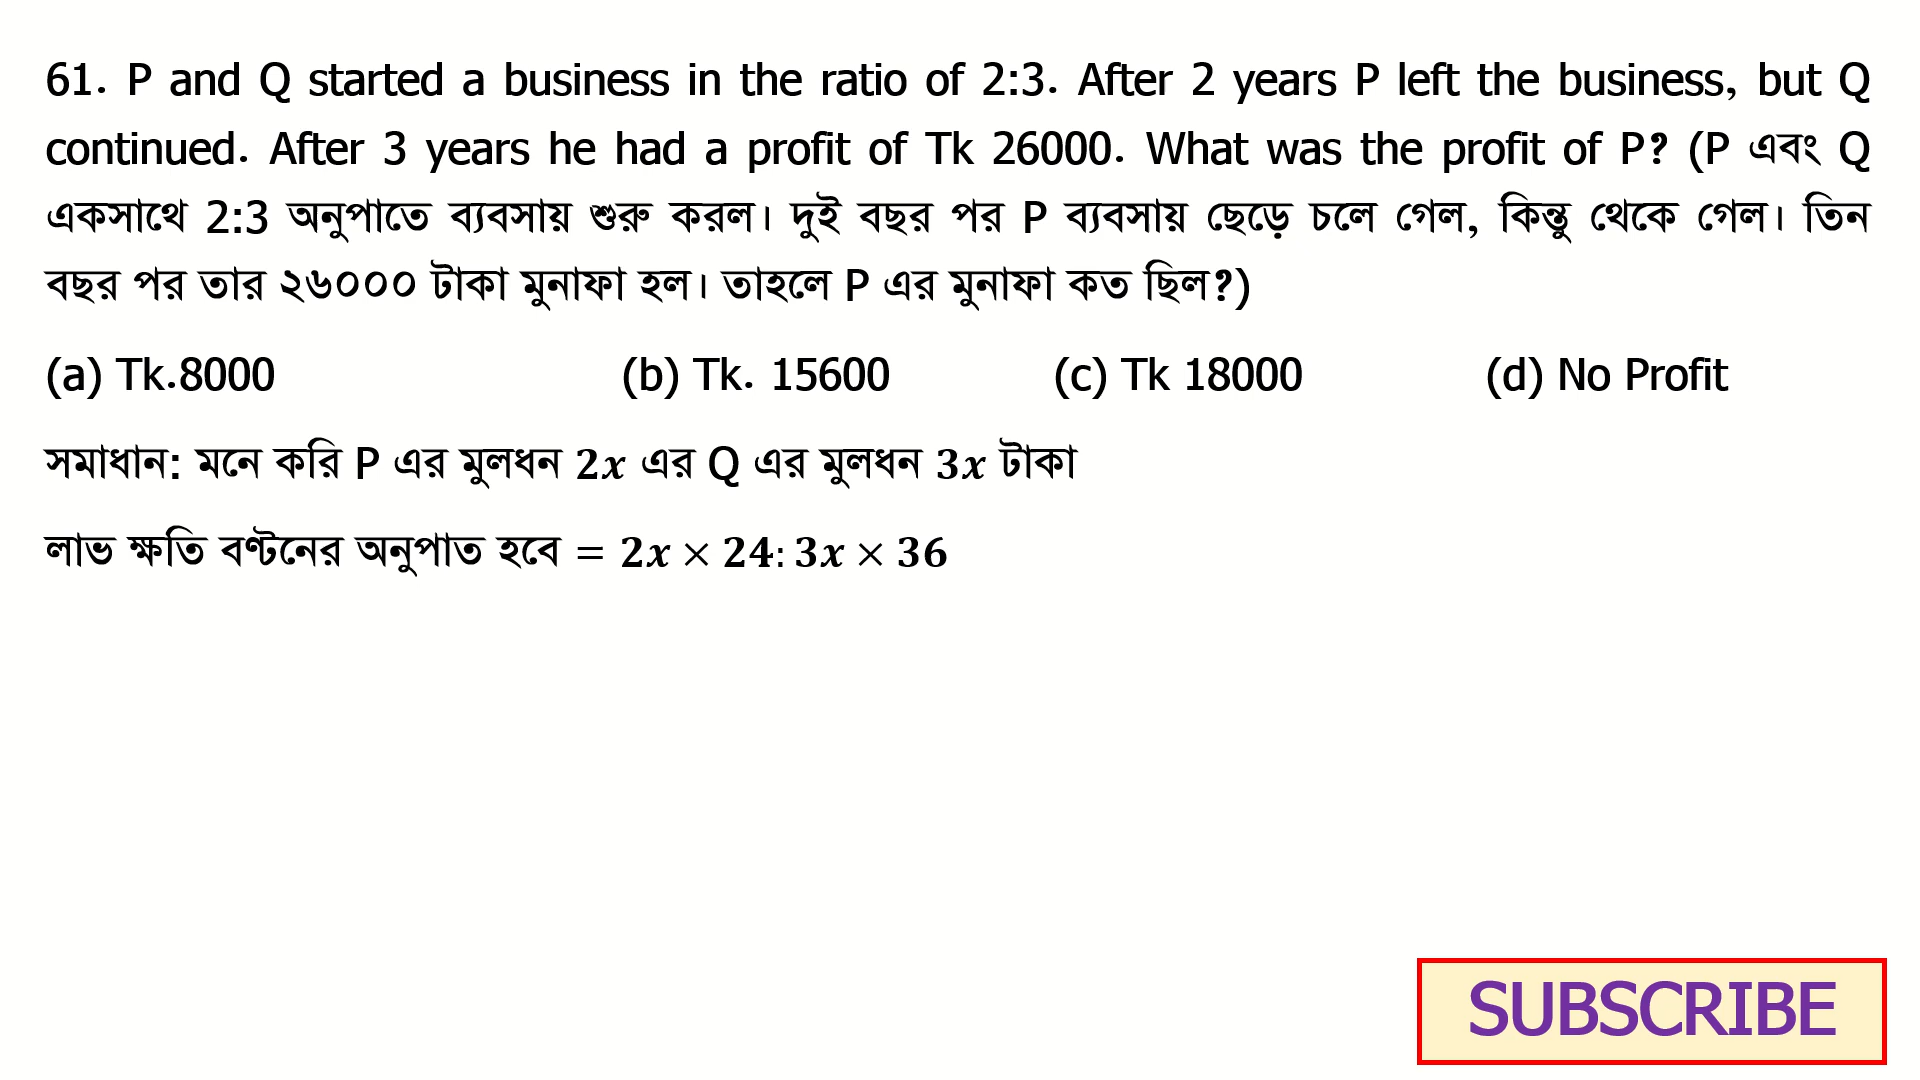 61. P and Q started a business in the ratio of 2:3. After 2 years P left the business, but Q
continued. After 3 years he had a profit of Tk 26000. What was the profit of P? (P এবং Q
একসাথে 2:3 অনুপাতে ব্যবসায় শুরু করল। দুই বছর পর P ব্যবসায় ছেড়ে চলে গেল, কিন্তু থেকে গেল। তিন
বছর পর তার ২৬০০০ টাকা মুনাফা হল। তাহলে P এর মুনাফা কত ছিল?)
(a) Tk.8000 (b) Tk. 15600 (c) Tk 18000 (d) No Profit
সমাধান: মনে করি P এর মুলধন 2x এর Q এর মুলধন 3x টাকা
লাভ ক্ষতি বণ্টনের অনুপাত হবে = 2x × 24: 3x × 36
SUBSCRIBE